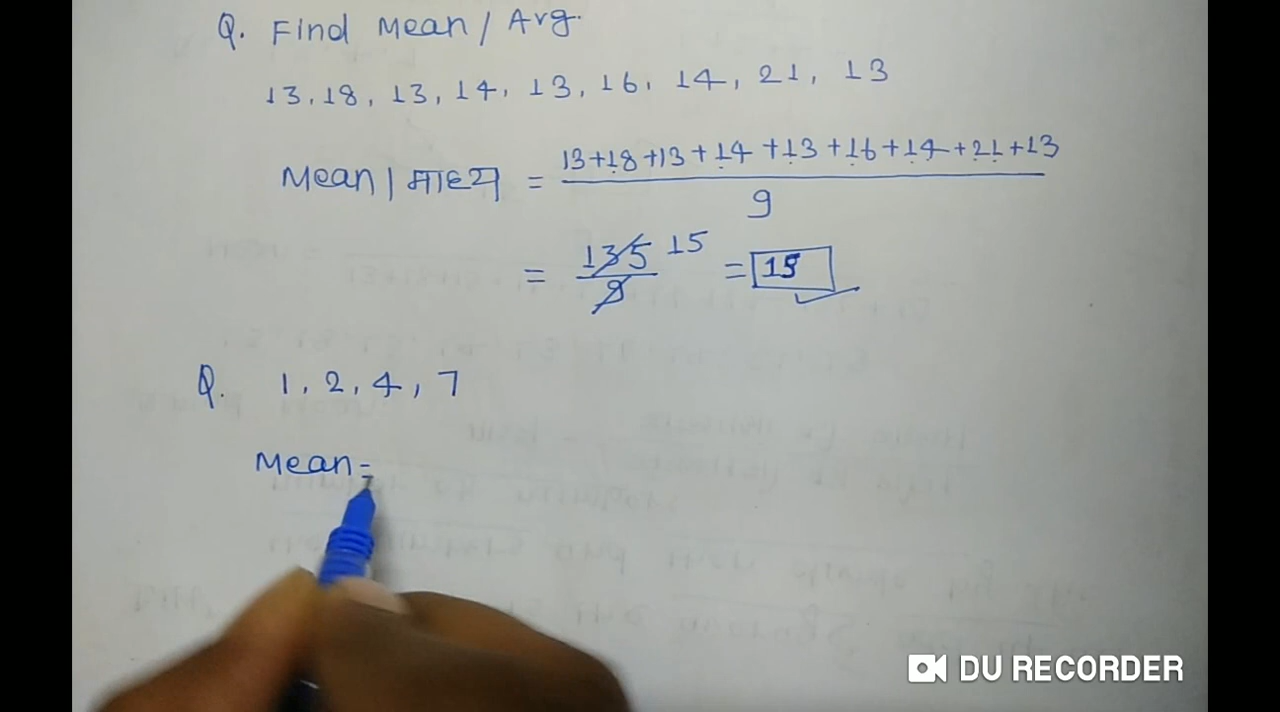 Q. Find Mean / Avg.
13, 18, 13, 14, 13, 16, 14, 21, 13
Mean | माध्य = 13+18+13+14+13+16+14+21+13
9
= 135 15 = 15
9
Q. 1, 2, 4, 7
Mean =
DU RECORDER